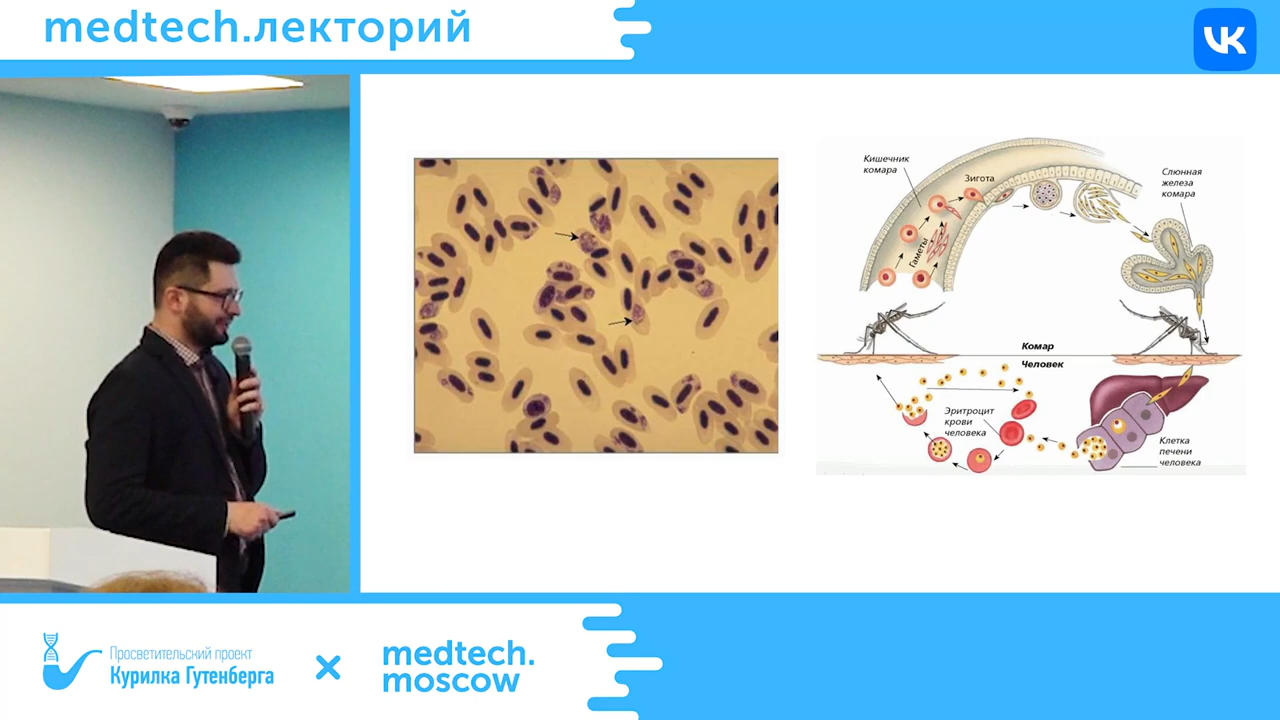 medtech.лекторий
Кишечник
комара
Зигота
Гаметы
Слюнная
железа
комара
Комар
Человек
Эритроцит
крови
человека
Клетка
печени
человека
Просветительский проект
Курилка Гутенберга
medtech.
moscow